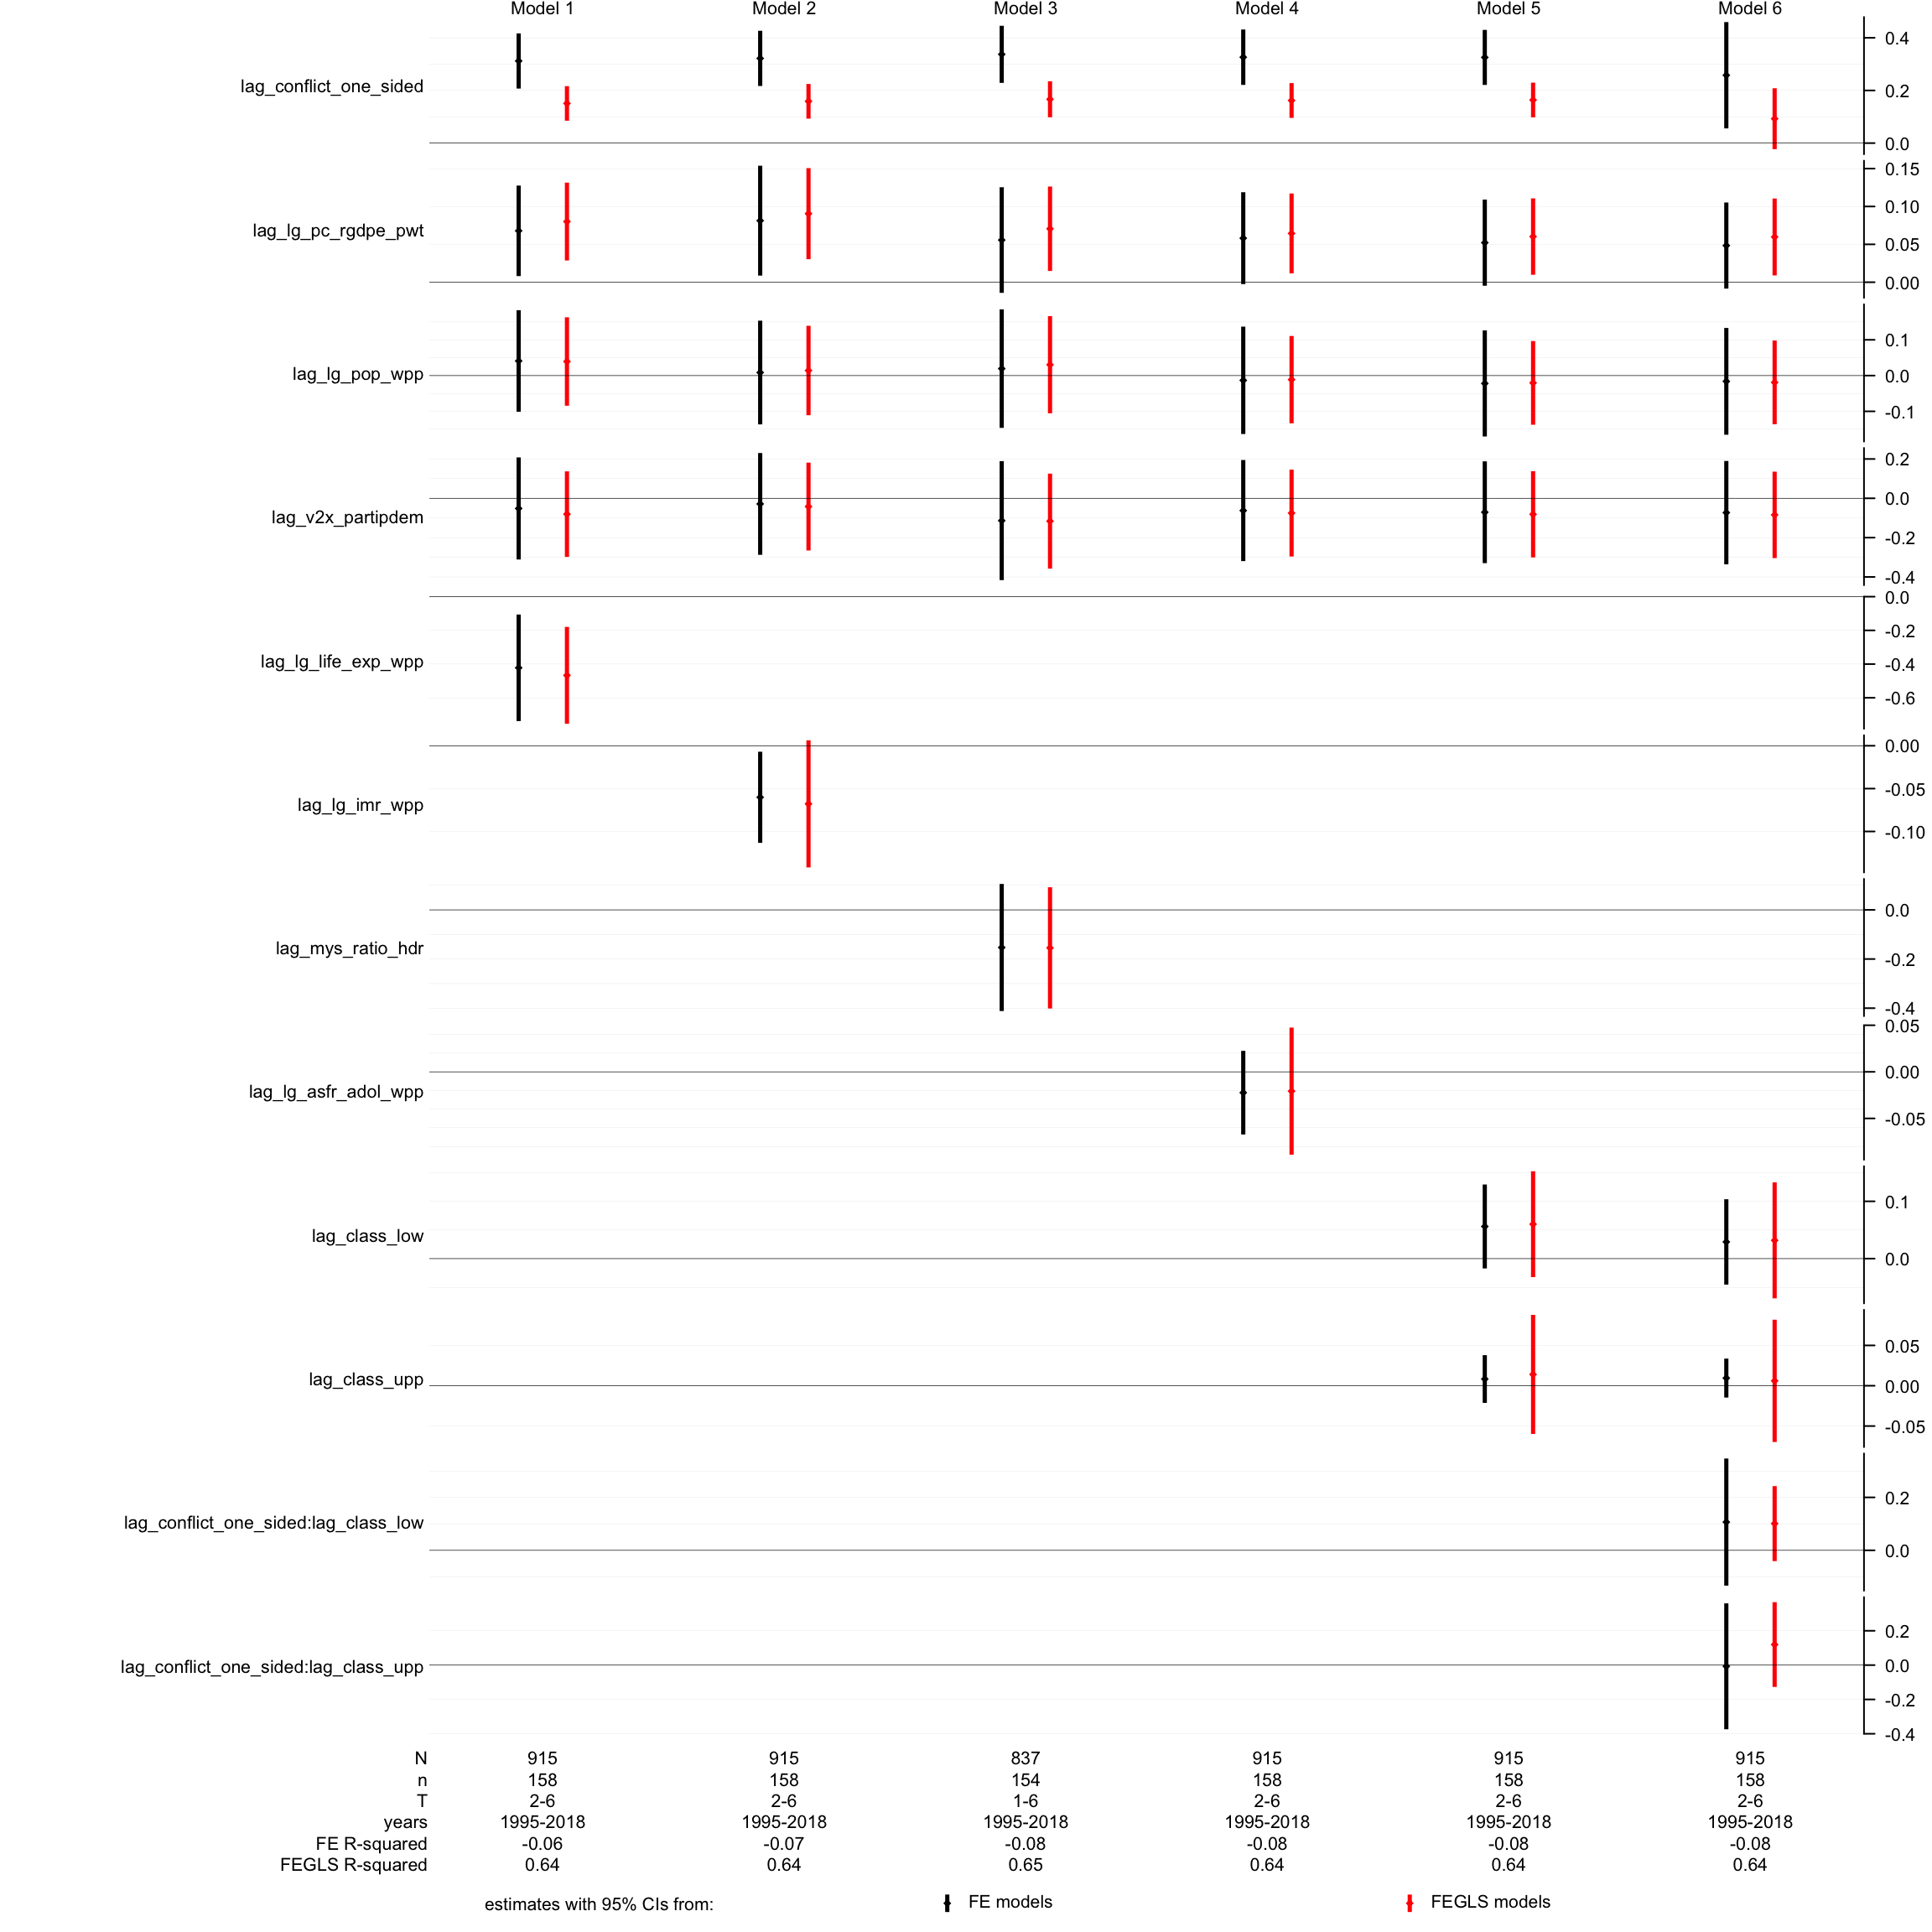 Model 1 Model 2 Model 3 Model 4 Model 5 Model 6
lag_conflict_one_sided
0.4
0.2
0.0
lag_lg_pc_rgdpe_pwt
0.15
0.10
0.05
0.00
lag_lg_pop_wpp
0.1
0.0
-0.1
lag_v2x_partipdem
0.2
0.0
-0.2
-0.4
lag_lg_life_exp_wpp
0.0
-0.2
-0.4
-0.6
lag_lg_imr_wpp
0.00
-0.05
-0.10
lag_mys_ratio_hdr
0.0
-0.2
-0.4
lag_lg_asfr_adol_wpp
0.05
0.00
-0.05
lag_class_low
0.1
0.0
lag_class_upp
0.05
0.00
-0.05
lag_conflict_one_sided:lag_class_low
0.2
0.0
lag_conflict_one_sided:lag_class_upp
0.2
0.0
-0.2
-0.4
N 915 915 837 915 915 915
n 158 158 154 158 158 158
T 2-6 2-6 1-6 2-6 2-6 2-6
years 1995-2018 1995-2018 1995-2018 1995-2018 1995-2018 1995-2018
FE R-squared -0.06 -0.07 -0.08 -0.08 -0.08 -0.08
FEGLS R-squared 0.64 0.64 0.65 0.64 0.64 0.64
estimates with 95% CIs from: FE models FEGLS models